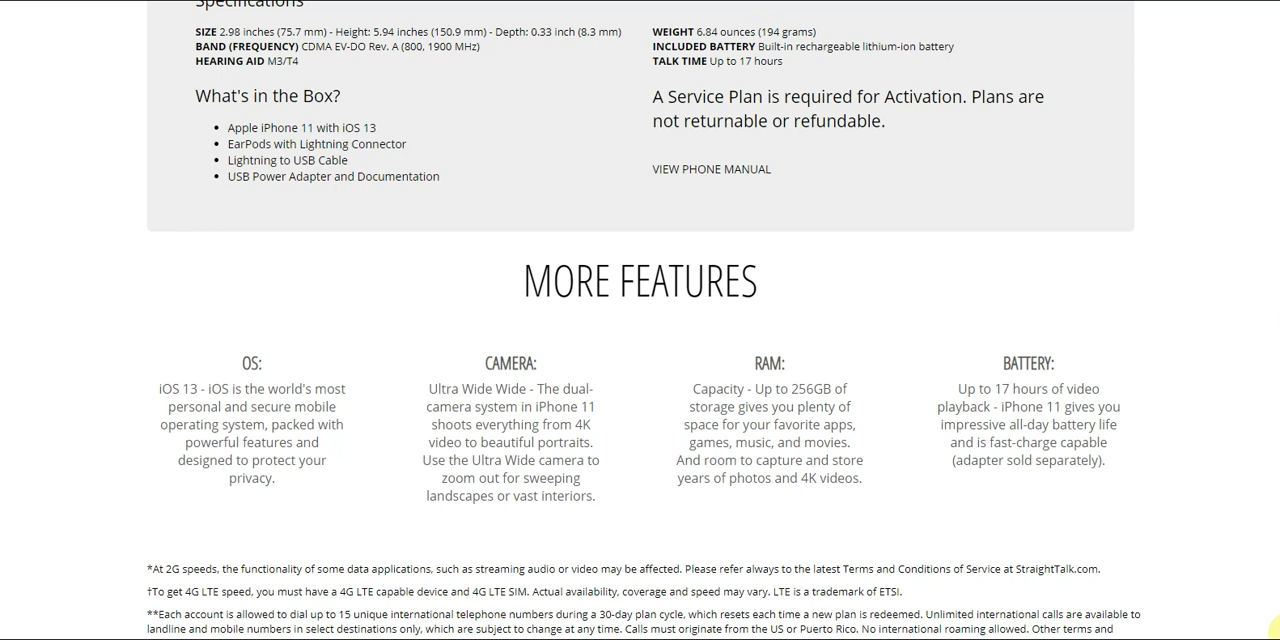 Specifications
SIZE 2.98 inches (75.7 mm) - Height: 5.94 inches (150.9 mm) - Depth: 0.33 inch (8.3 mm)
BAND (FREQUENCY) CDMA EV-DO Rev. A (800, 1900 MHz)
HEARING AID M3/T4
WEIGHT 6.84 ounces (194 grams)
INCLUDED BATTERY Built-in rechargeable lithium-ion battery
TALK TIME Up to 17 hours
What's in the Box?
• Apple iPhone 11 with iOS 13
• EarPods with Lightning Connector
• Lightning to USB Cable
• USB Power Adapter and Documentation
A Service Plan is required for Activation. Plans are
not returnable or refundable.
VIEW PHONE MANUAL
MORE FEATURES
OS:
iOS 13 - iOS is the world's most
personal and secure mobile
operating system, packed with
powerful features and
designed to protect your
privacy.
CAMERA:
Ultra Wide Wide - The dual-
camera system in iPhone 11
shoots everything from 4K
video to beautiful portraits.
Use the Ultra Wide camera to
zoom out for sweeping
landscapes or vast interiors.
RAM:
Capacity - Up to 256GB of
storage gives you plenty of
space for your favorite apps,
games, music, and movies.
And room to capture and store
years of photos and 4K videos.
BATTERY:
Up to 17 hours of video
playback - iPhone 11 gives you
impressive all-day battery life
and is fast-charge capable
(adapter sold separately).
*At 2G speeds, the functionality of some data applications, such as streaming audio or video may be affected. Please refer always to the latest Terms and Conditions of Service at StraightTalk.com.
†To get 4G LTE speed, you must have a 4G LTE capable device and 4G LTE SIM. Actual availability, coverage and speed may vary. LTE is a trademark of ETSI.
**Each account is allowed to dial up to 15 unique international telephone numbers during a 30-day plan cycle, which resets each time a new plan is redeemed. Unlimited international calls are available to
landline and mobile numbers in select destinations only, which are subject to change at any time. Calls must originate from the US or Puerto Rico. No international roaming allowed. Other terms and